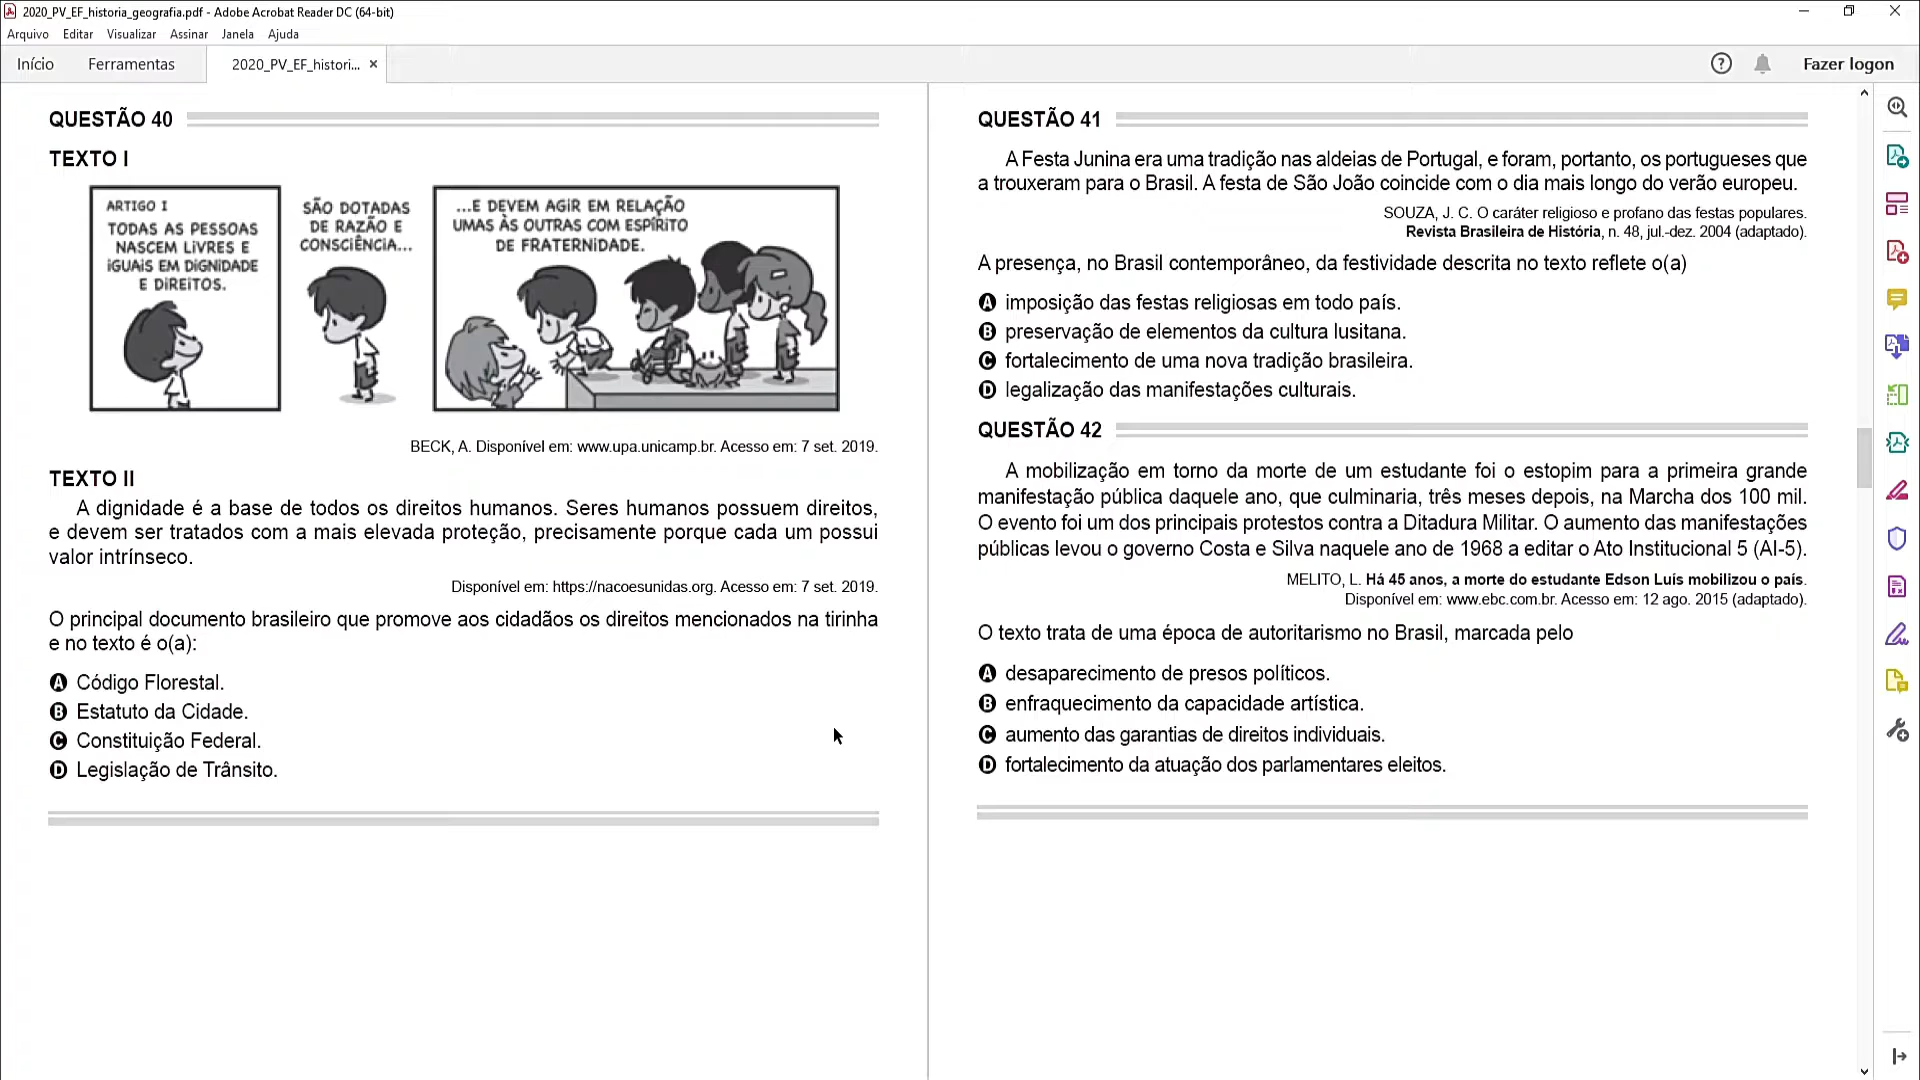 2020_PV_EF_historia_geografia.pdf - Adobe Acrobat Reader DC (64-bit)
Arquivo Editar Visualizar Assinar Janela Ajuda
Início Ferramentas 2020_PV_EF_histori... × Fazer logon
QUESTÃO 40
TEXTO I
ARTIGO I
TODAS AS PESSOAS
NASCEM LIVRES E
IGUAIS EM DIGNIDADE
E DIREITOS.
SÃO DOTADAS
DE RAZÃO E
CONSCIÊNCIA...
...E DEVEM AGIR EM RELAÇÃO
UMAS ÀS OUTRAS COM ESPÍRITO
DE FRATERNIDADE.
BECK, A. Disponível em: www.upa.unicamp.br. Acesso em: 7 set. 2019.
TEXTO II
A dignidade é a base de todos os direitos humanos. Seres humanos possuem direitos,
e devem ser tratados com a mais elevada proteção, precisamente porque cada um possui
valor intrínseco.
Disponível em: https://nacoesunidas.org. Acesso em: 7 set. 2019.
O principal documento brasileiro que promove aos cidadãos os direitos mencionados na tirinha
e no texto é o(a):
A Código Florestal.
B Estatuto da Cidade.
C Constituição Federal.
D Legislação de Trânsito.
QUESTÃO 41
A Festa Junina era uma tradição nas aldeias de Portugal, e foram, portanto, os portugueses que
a trouxeram para o Brasil. A festa de São João coincide com o dia mais longo do verão europeu.
SOUZA, J. C. O caráter religioso e profano das festas populares.
Revista Brasileira de História, n. 48, jul.-dez. 2004 (adaptado).
A presença, no Brasil contemporâneo, da festividade descrita no texto reflete o(a)
A imposição das festas religiosas em todo país.
B preservação de elementos da cultura lusitana.
C fortalecimento de uma nova tradição brasileira.
D legalização das manifestações culturais.
QUESTÃO 42
A mobilização em torno da morte de um estudante foi o estopim para a primeira grande
manifestação pública daquele ano, que culminaria, três meses depois, na Marcha dos 100 mil.
O evento foi um dos principais protestos contra a Ditadura Militar. O aumento das manifestações
públicas levou o governo Costa e Silva naquele ano de 1968 a editar o Ato Institucional 5 (AI-5).
MELITO, L. Há 45 anos, a morte do estudante Edson Luís mobilizou o país.
Disponível em: www.ebc.com.br. Acesso em: 12 ago. 2015 (adaptado).
O texto trata de uma época de autoritarismo no Brasil, marcada pelo
A desaparecimento de presos políticos.
B enfraquecimento da capacidade artística.
C aumento das garantias de direitos individuais.
D fortalecimento da atuação dos parlamentares eleitos.